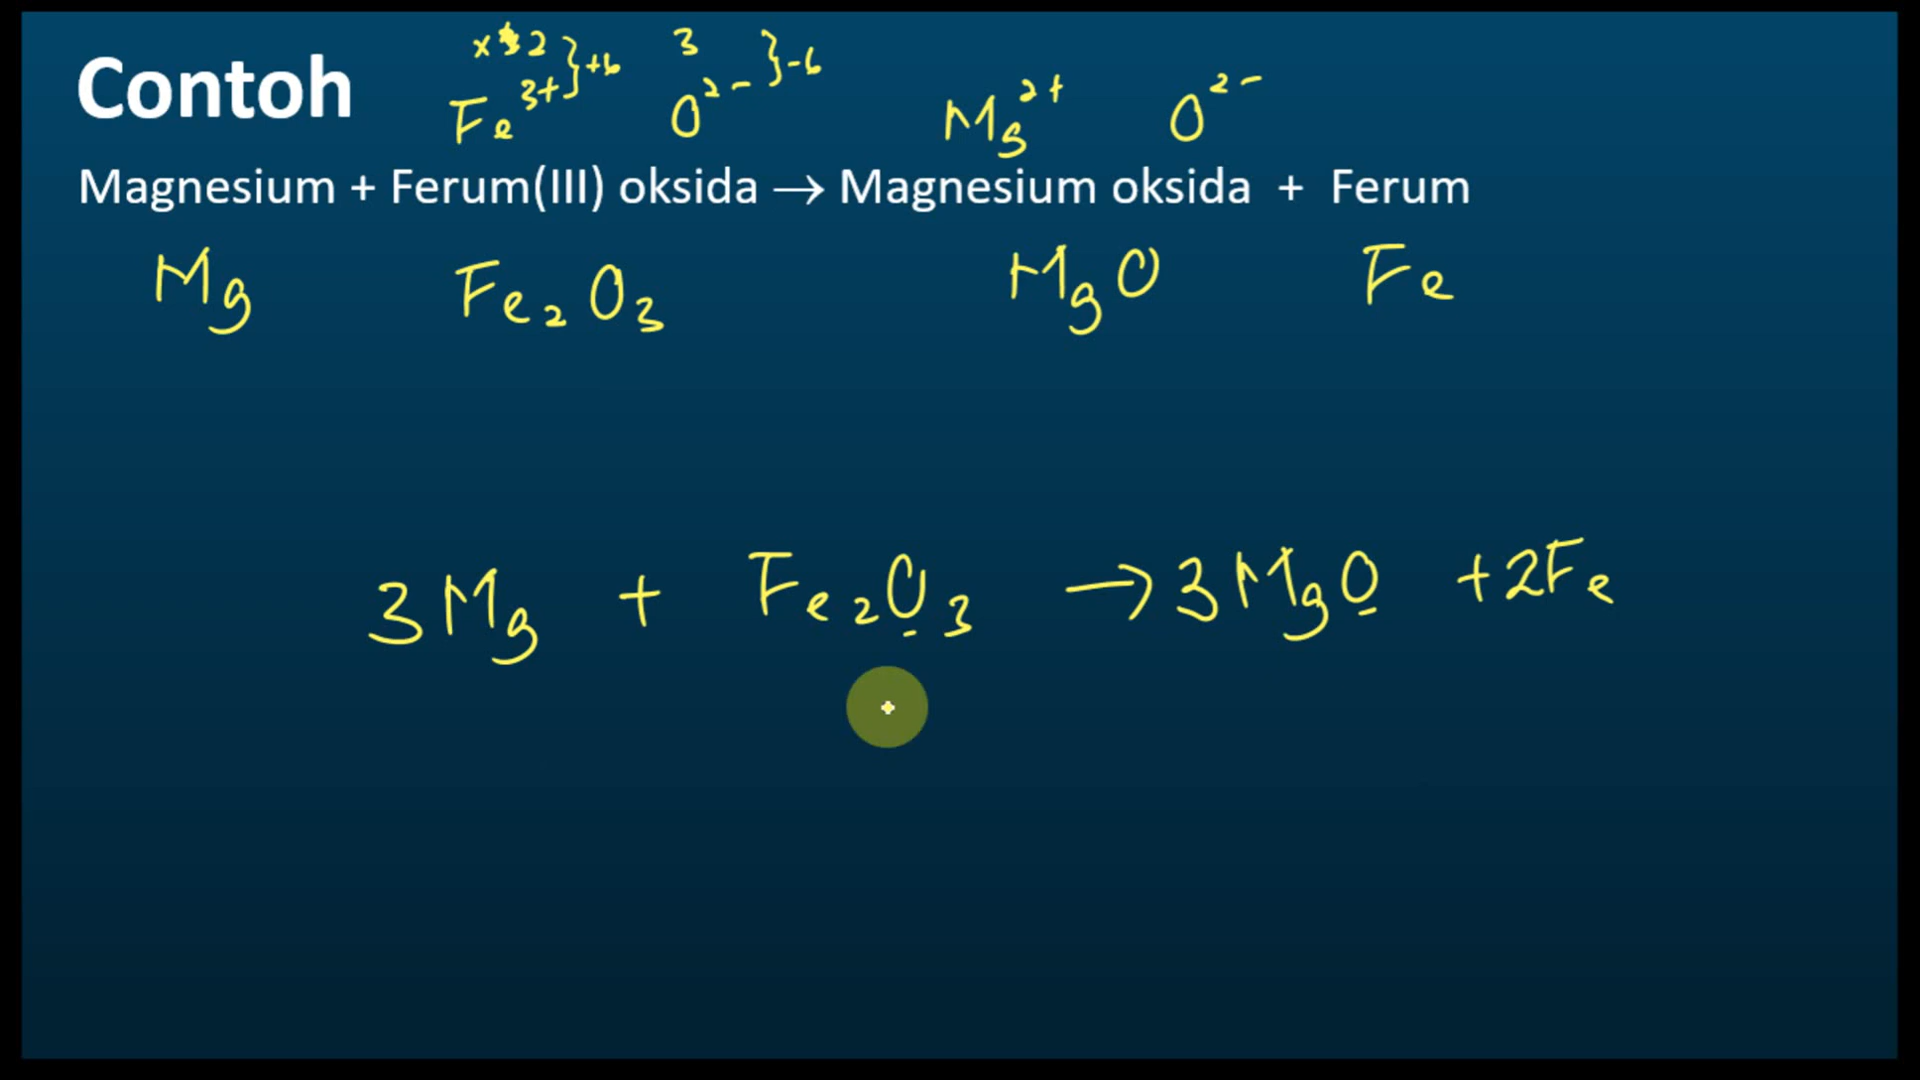 Contoh
×2 }+6 3 }-6
Fe³⁺ O²⁻ Mg²⁺ O²⁻
Magnesium + Ferum(III) oksida → Magnesium oksida + Ferum
Mg Fe₂O₃ MgO Fe
3Mg + Fe₂O₃ → 3MgO + 2Fe